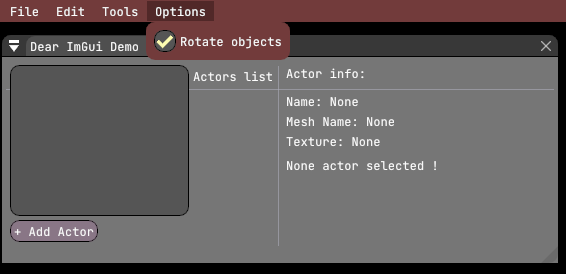 File Edit Tools Options
Rotate objects
Dear ImGui Demo
Actors list
Actor info:
Name: None
Mesh Name: None
Texture: None
None actor selected !
+ Add Actor